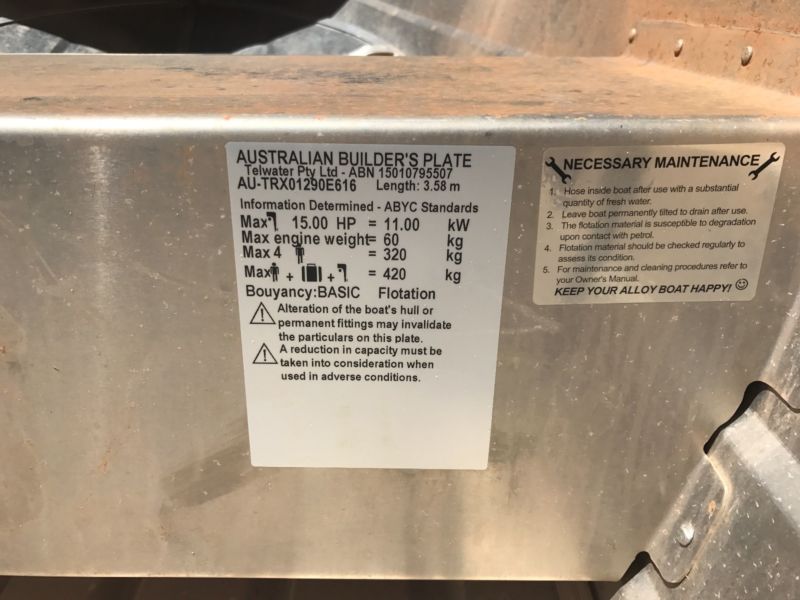 AUSTRALIAN BUILDER'S PLATE
Telwater Pty Ltd - ABN 15010795507
AU-TRX01290E616 Length: 3.58 m
Information Determined - ABYC Standards
Max 15.00 HP = 11.00 kW
Max engine weight= 60 kg
Max 4 = 320 kg
Max + + = 420 kg
Bouyancy:BASIC Flotation
Alteration of the boat's hull or
permanent fittings may invalidate
the particulars on this plate.
A reduction in capacity must be
taken into consideration when
used in adverse conditions.
NECESSARY MAINTENANCE
1. Hose inside boat after use with a substantial
quantity of fresh water.
2. Leave boat permanently tilted to drain after use.
3. The flotation material is susceptible to degradation
upon contact with petrol.
4. Flotation material should be checked regularly to
assess its condition.
5. For maintenance and cleaning procedures refer to
your Owner's Manual.
KEEP YOUR ALLOY BOAT HAPPY!